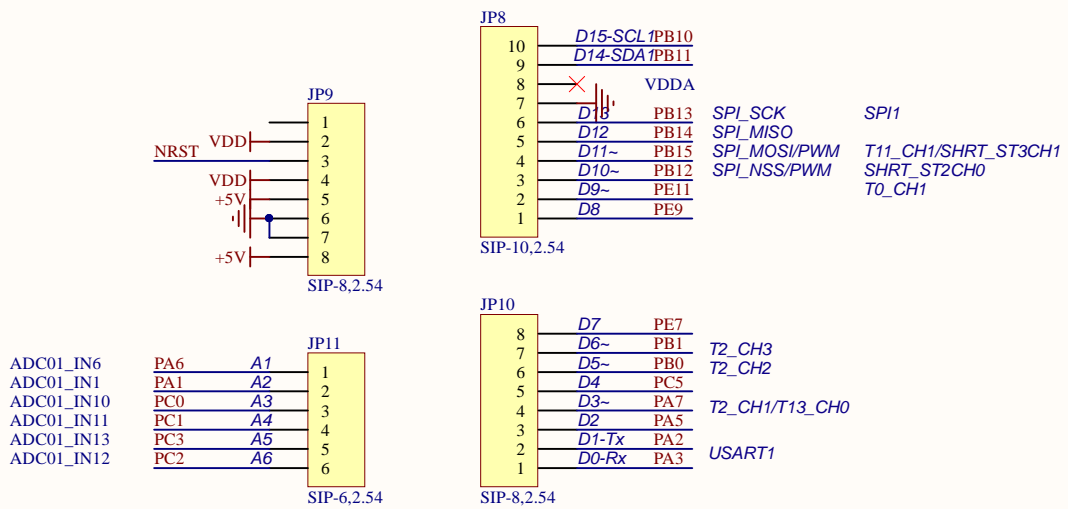 JP8
10 D15-SCL1 PB10
9 D14-SDA1 PB11
8 VDDA
7
6 D13 PB13 SPI_SCK SPI1
5 D12 PB14 SPI_MISO
4 D11~ PB15 SPI_MOSI/PWM T11_CH1/SHRT_ST3CH1
3 D10~ PB12 SPI_NSS/PWM SHRT_ST2CH0
2 D9~ PE11 T0_CH1
1 D8 PE9
SIP-10,2.54
JP9
1
VDD 2
NRST 3
VDD 4
+5V 5
6
7
+5V 8
SIP-8,2.54
JP11
ADC01_IN6 PA6 A1 1
ADC01_IN1 PA1 A2 2
ADC01_IN10 PC0 A3 3
ADC01_IN11 PC1 A4 4
ADC01_IN13 PC3 A5 5
ADC01_IN12 PC2 A6 6
SIP-6,2.54
JP10
8 D7 PE7
7 D6~ PB1 T2_CH3
6 D5~ PB0 T2_CH2
5 D4 PC5
4 D3~ PA7 T2_CH1/T13_CH0
3 D2 PA5
2 D1-Tx PA2 USART1
1 D0-Rx PA3
SIP-8,2.54